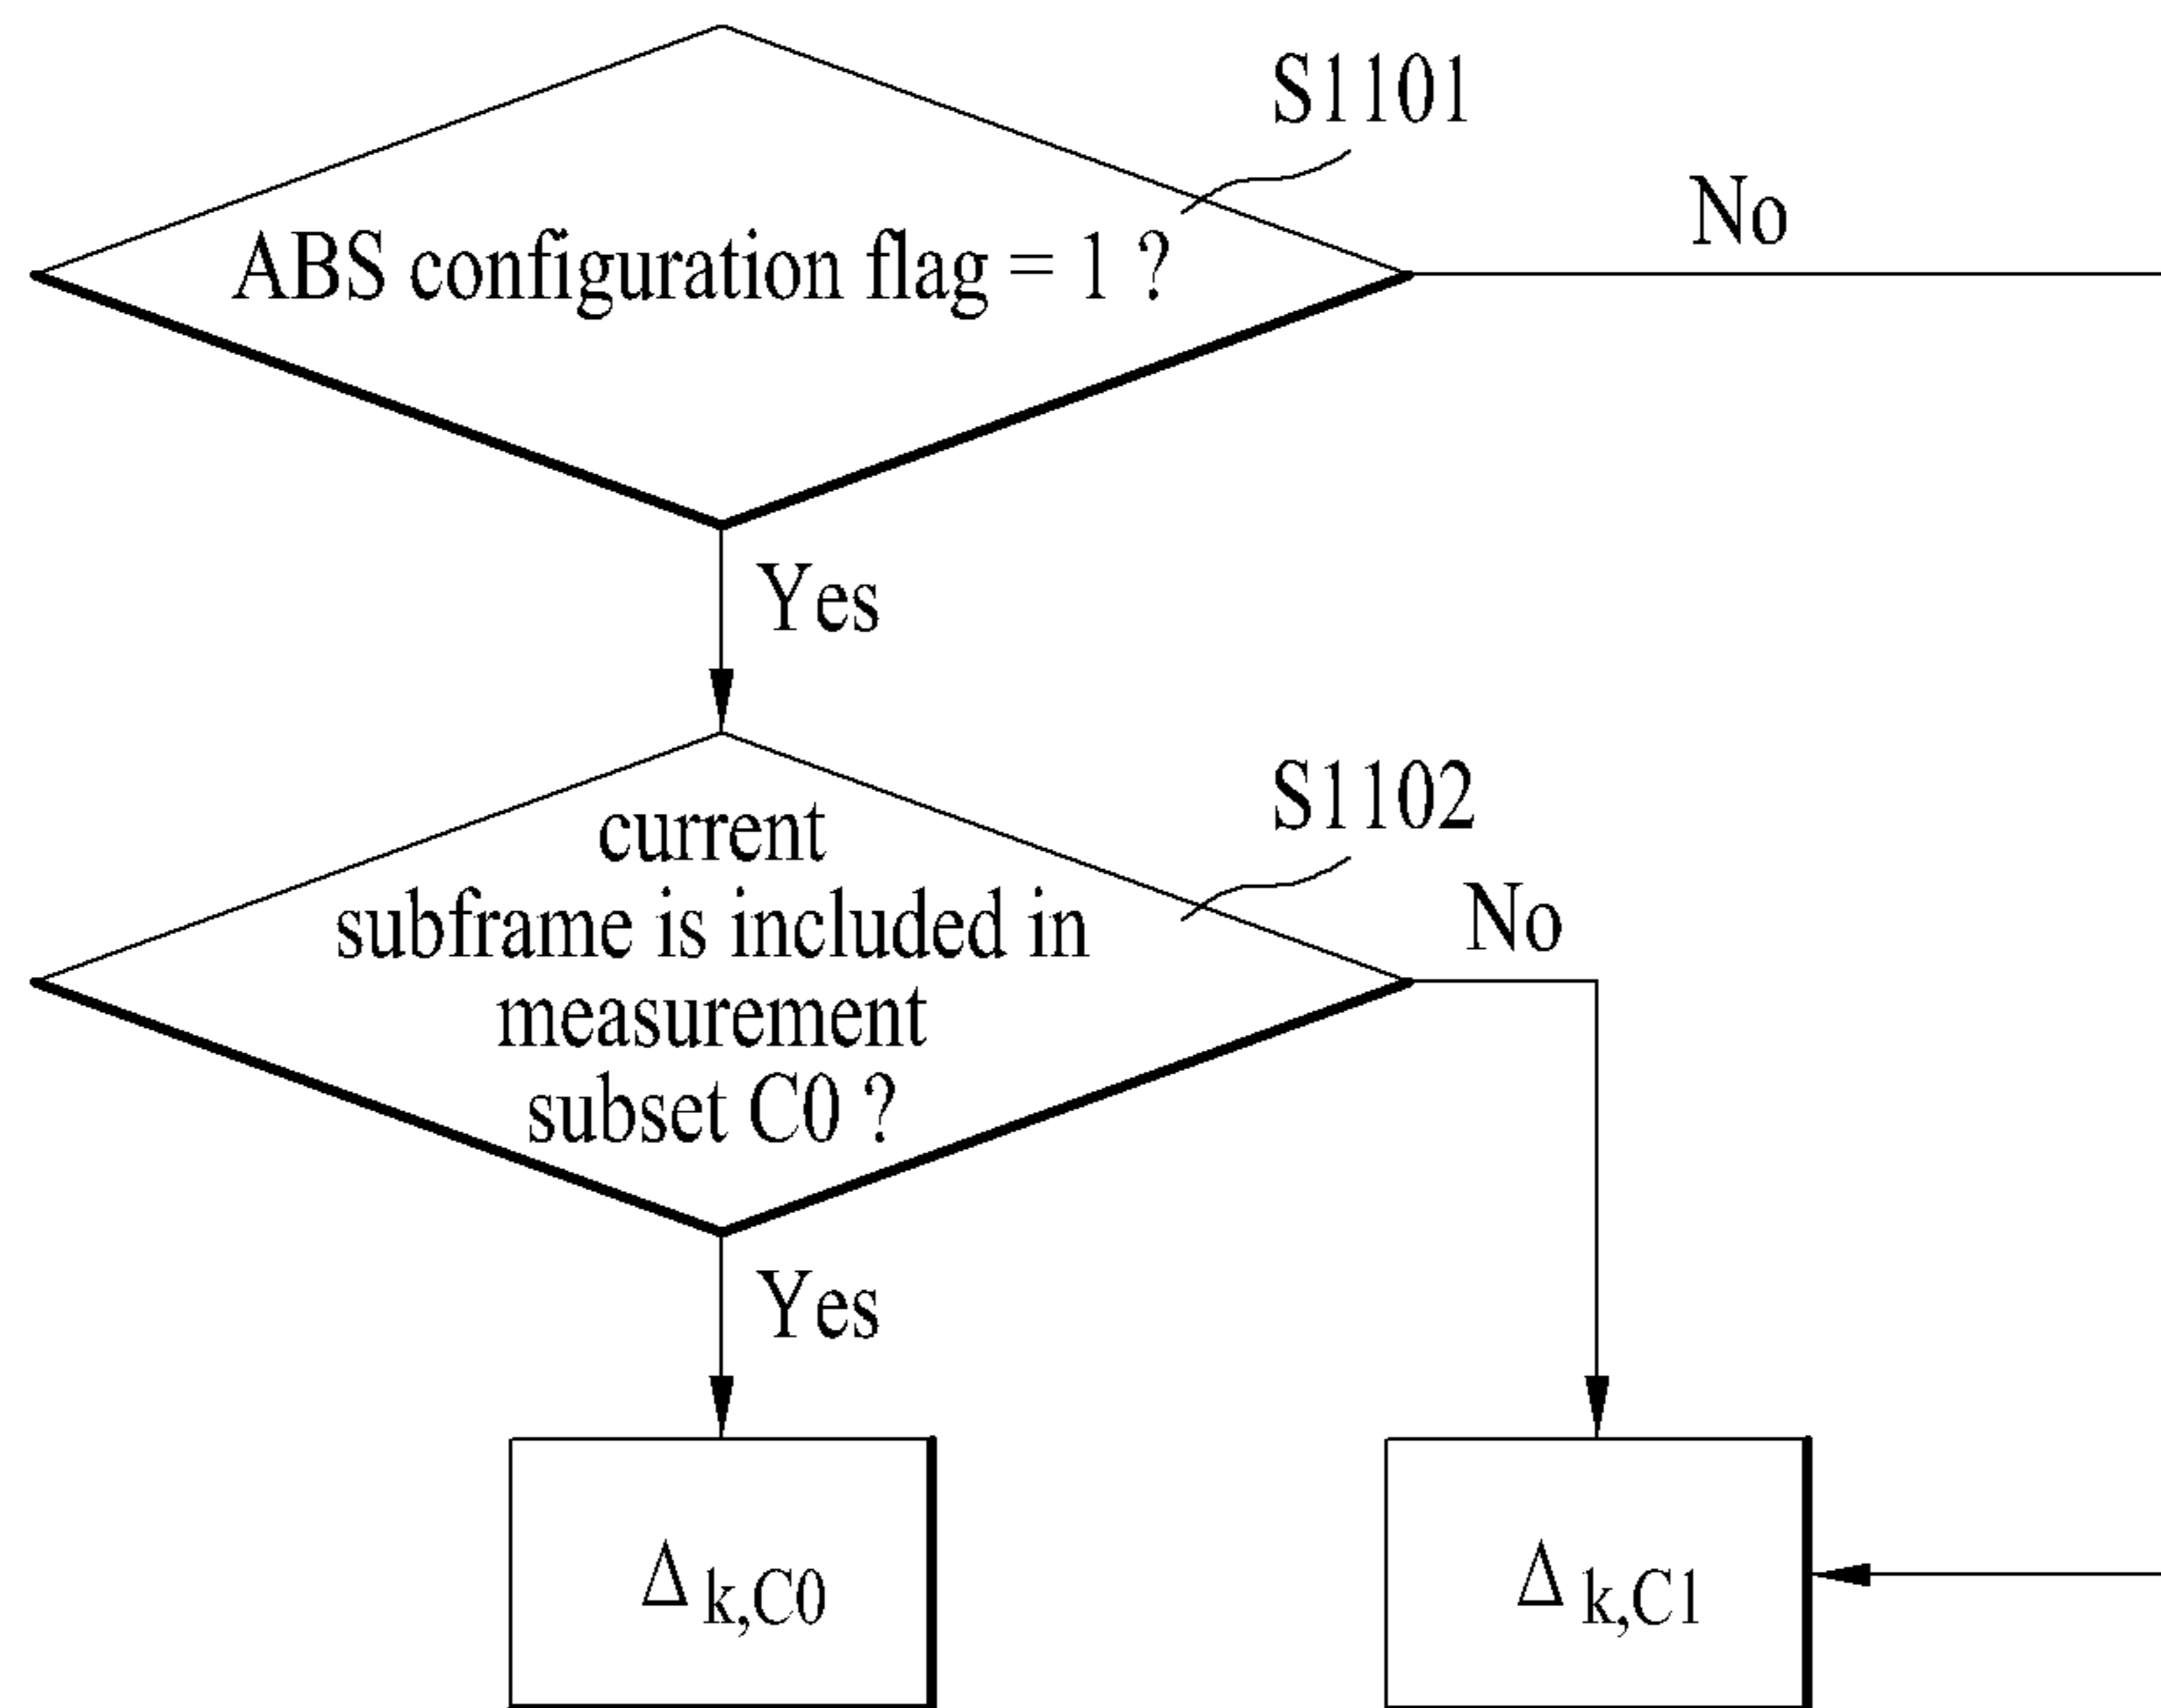 S1101
No
ABS configuration flag = 1 ?
Yes
S1102
No
current
subframe is included in
measurement
subset C0 ?
Yes
Δ k,C0
Δ k,C1